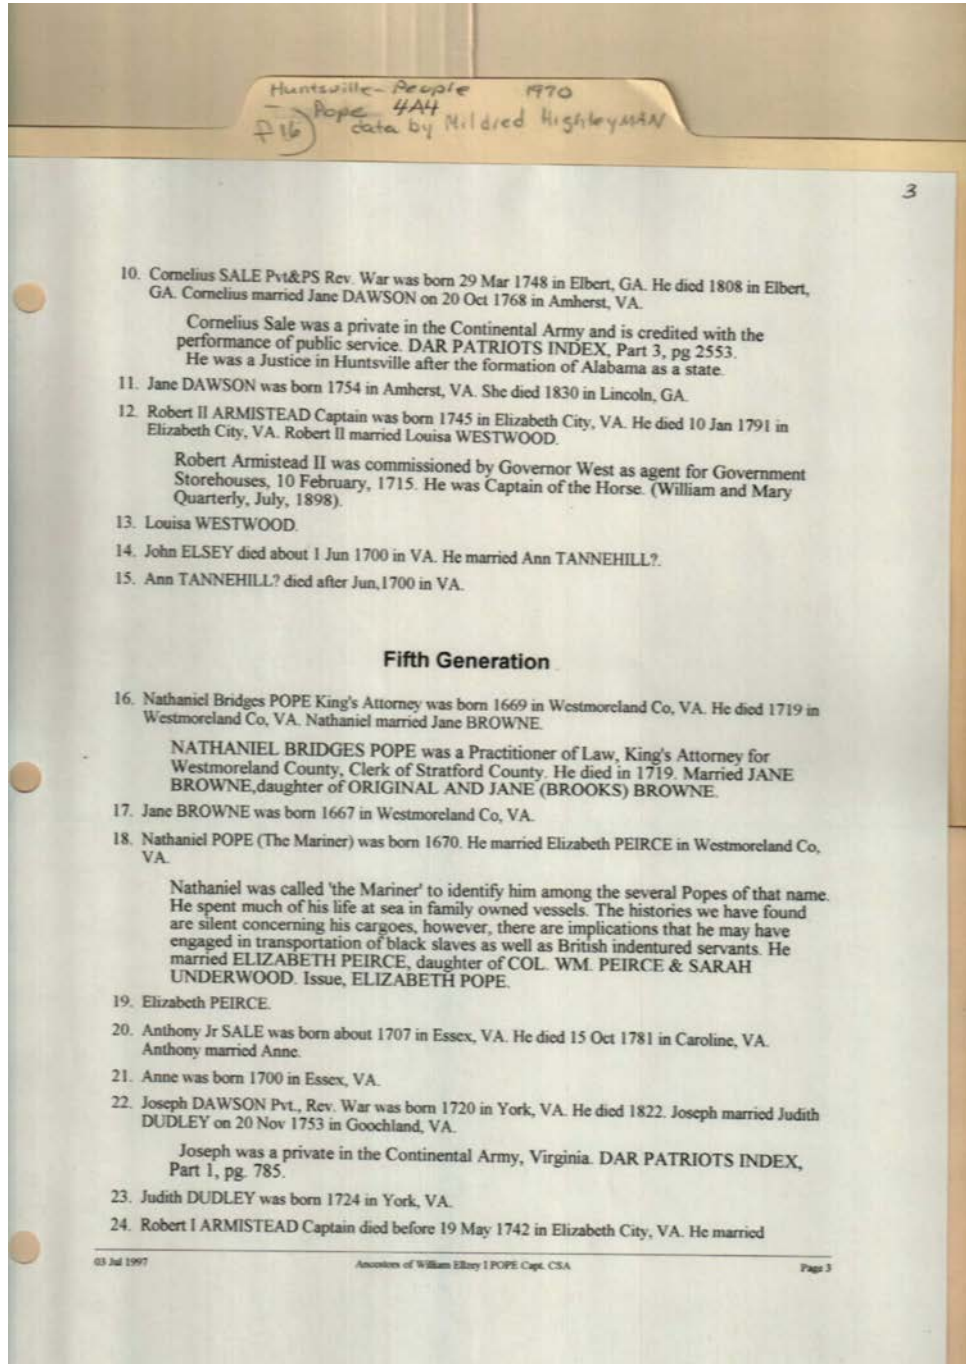 Huntsville - People 1970
Pope 4A4
P16 data by Mildred Highleyman
3
10. Cornelius SALE Pvt&PS Rev. War was born 29 Mar 1748 in Elbert, GA. He died 1808 in Elbert,
GA. Cornelius married Jane DAWSON on 20 Oct 1768 in Amherst, VA.
Cornelius Sale was a private in the Continental Army and is credited with the
performance of public service. DAR PATRIOTS INDEX, Part 3, pg 2553.
He was a Justice in Huntsville after the formation of Alabama as a state.
11. Jane DAWSON was born 1754 in Amherst, VA. She died 1830 in Lincoln, GA.
12. Robert II ARMISTEAD Captain was born 1745 in Elizabeth City, VA. He died 10 Jan 1791 in
Elizabeth City, VA. Robert II married Louisa WESTWOOD.
Robert Armistead II was commissioned by Governor West as agent for Government
Storehouses, 10 February, 1715. He was Captain of the Horse. (William and Mary
Quarterly, July, 1898).
13. Louisa WESTWOOD.
14. John ELSEY died about 1 Jun 1700 in VA. He married Ann TANNEHILL?.
15. Ann TANNEHILL? died after Jun,1700 in VA.
Fifth Generation
16. Nathaniel Bridges POPE King's Attorney was born 1669 in Westmoreland Co, VA. He died 1719 in
Westmoreland Co, VA. Nathaniel married Jane BROWNE.
NATHANIEL BRIDGES POPE was a Practitioner of Law, King's Attorney for
Westmoreland County, Clerk of Stratford County. He died in 1719. Married JANE
BROWNE,daughter of ORIGINAL AND JANE (BROOKS) BROWNE.
17. Jane BROWNE was born 1667 in Westmoreland Co, VA.
18. Nathaniel POPE (The Mariner) was born 1670. He married Elizabeth PEIRCE in Westmoreland Co,
VA.
Nathaniel was called 'the Mariner' to identify him among the several Popes of that name.
He spent much of his life at sea in family owned vessels. The histories we have found
are silent concerning his cargoes, however, there are implications that he may have
engaged in transportation of black slaves as well as British indentured servants. He
married ELIZABETH PEIRCE, daughter of COL. WM. PEIRCE & SARAH
UNDERWOOD. Issue, ELIZABETH POPE.
19. Elizabeth PEIRCE.
20. Anthony Jr SALE was born about 1707 in Essex, VA. He died 15 Oct 1781 in Caroline, VA.
Anthony married Anne.
21. Anne was born 1700 in Essex, VA.
22. Joseph DAWSON Pvt., Rev. War was born 1720 in York, VA. He died 1822. Joseph married Judith
DUDLEY on 20 Nov 1753 in Goochland, VA.
Joseph was a private in the Continental Army, Virginia. DAR PATRIOTS INDEX,
Part 1, pg. 785.
23. Judith DUDLEY was born 1724 in York, VA.
24. Robert I ARMISTEAD Captain died before 19 May 1742 in Elizabeth City, VA. He married
03 Jul 1997 Ancestors of William Ellory I POPE Capt. CSA Page 3